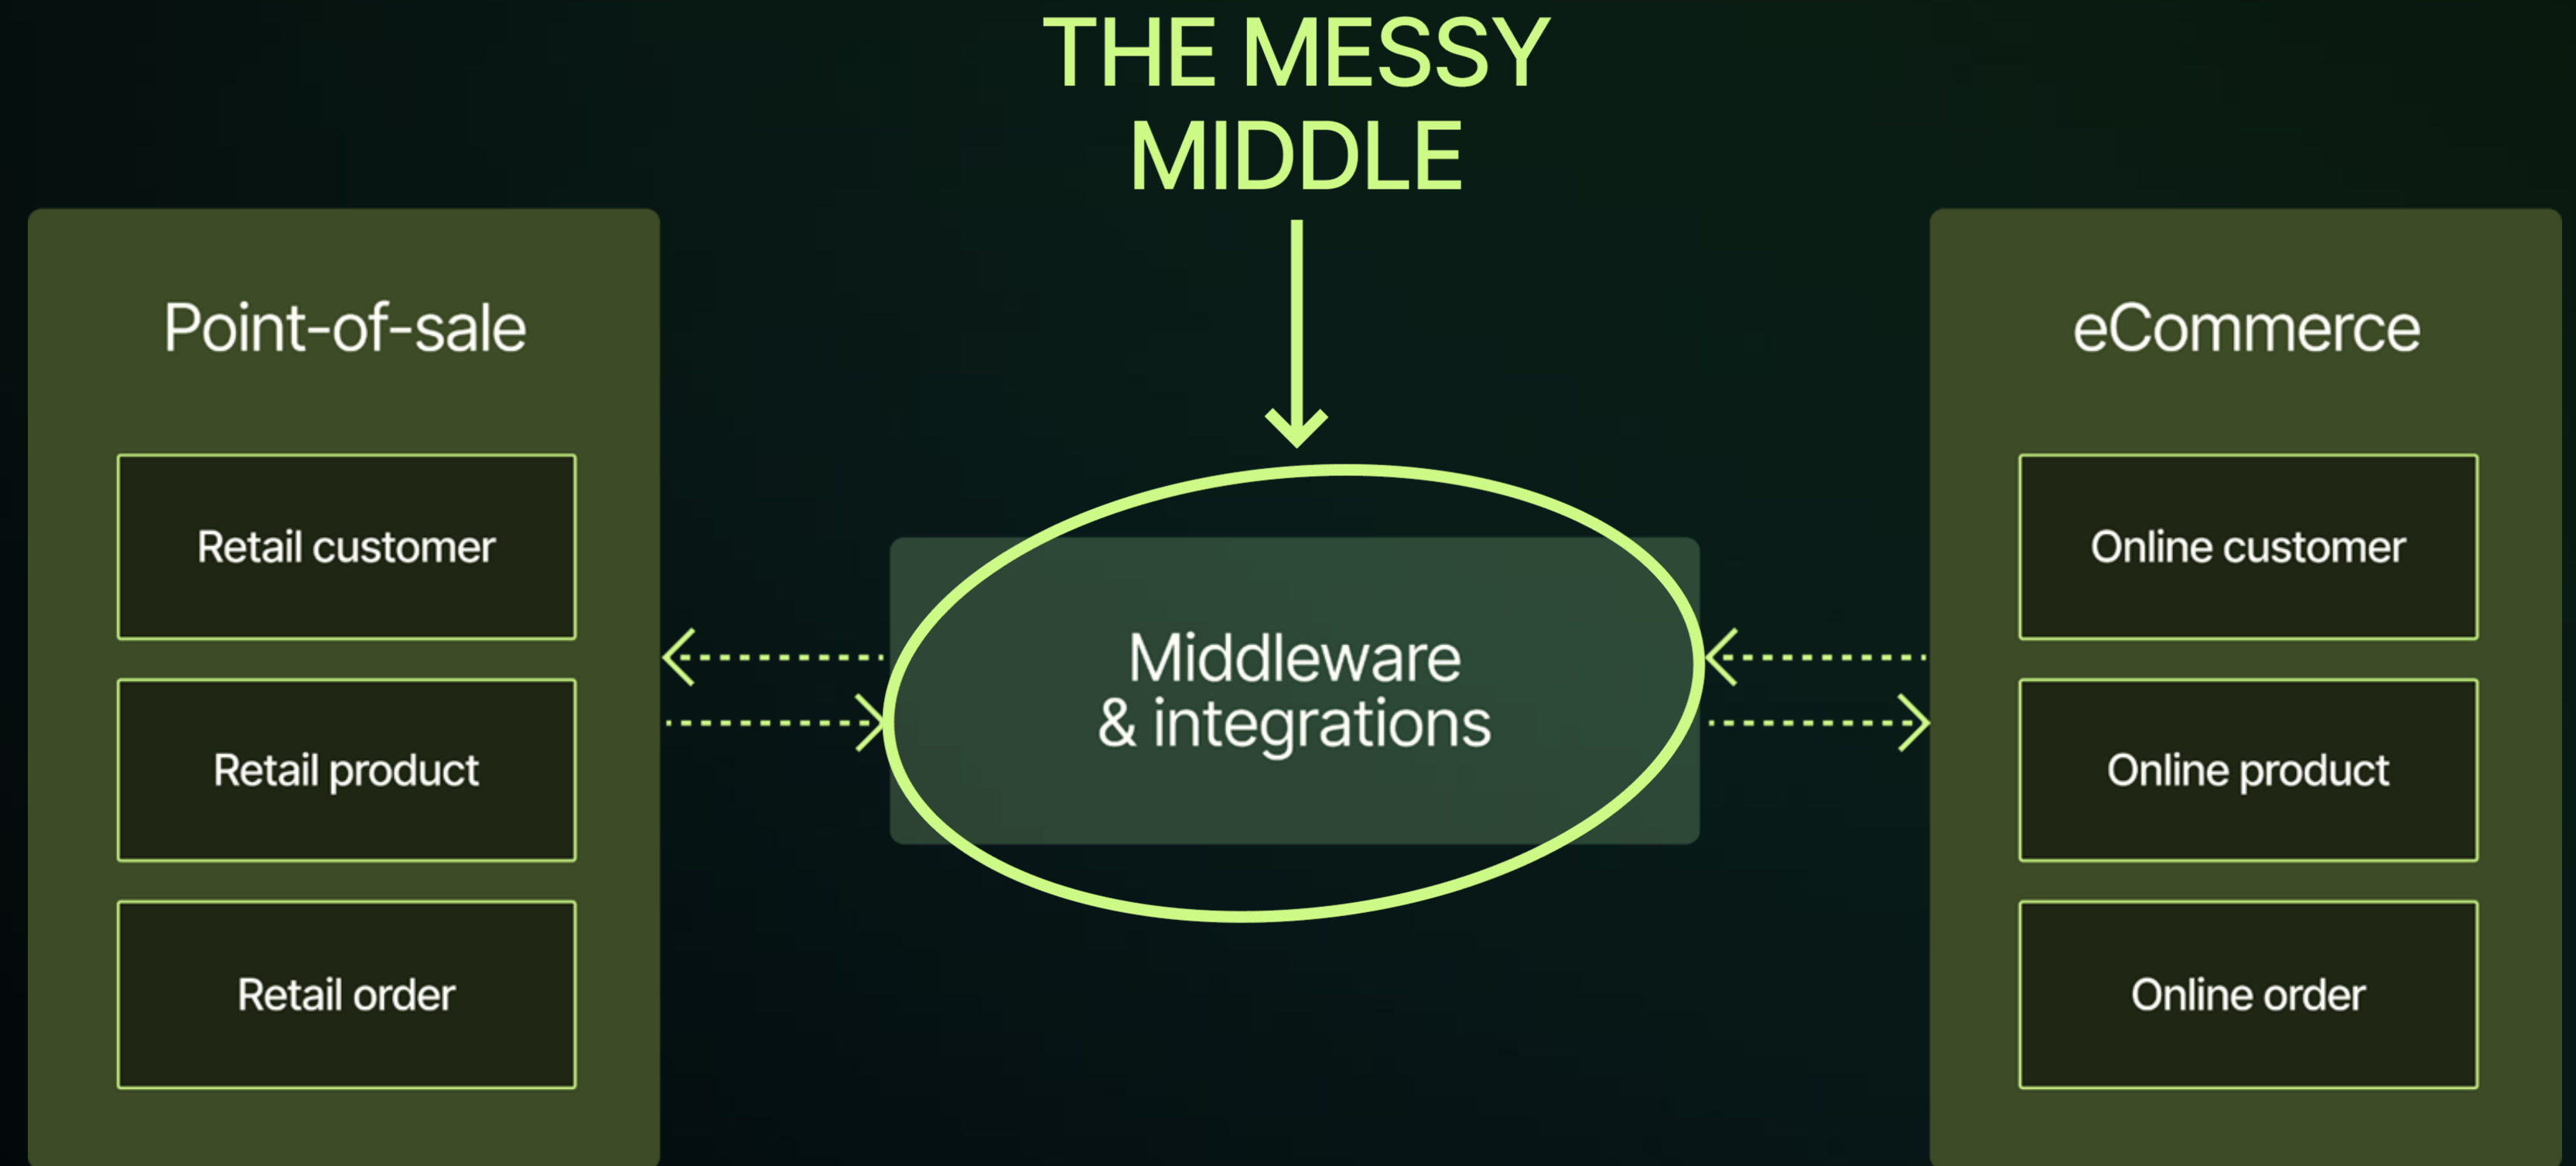 THE MESSY
MIDDLE
Point-of-sale
Retail customer
Retail product
Retail order
Middleware
& integrations
eCommerce
Online customer
Online product
Online order